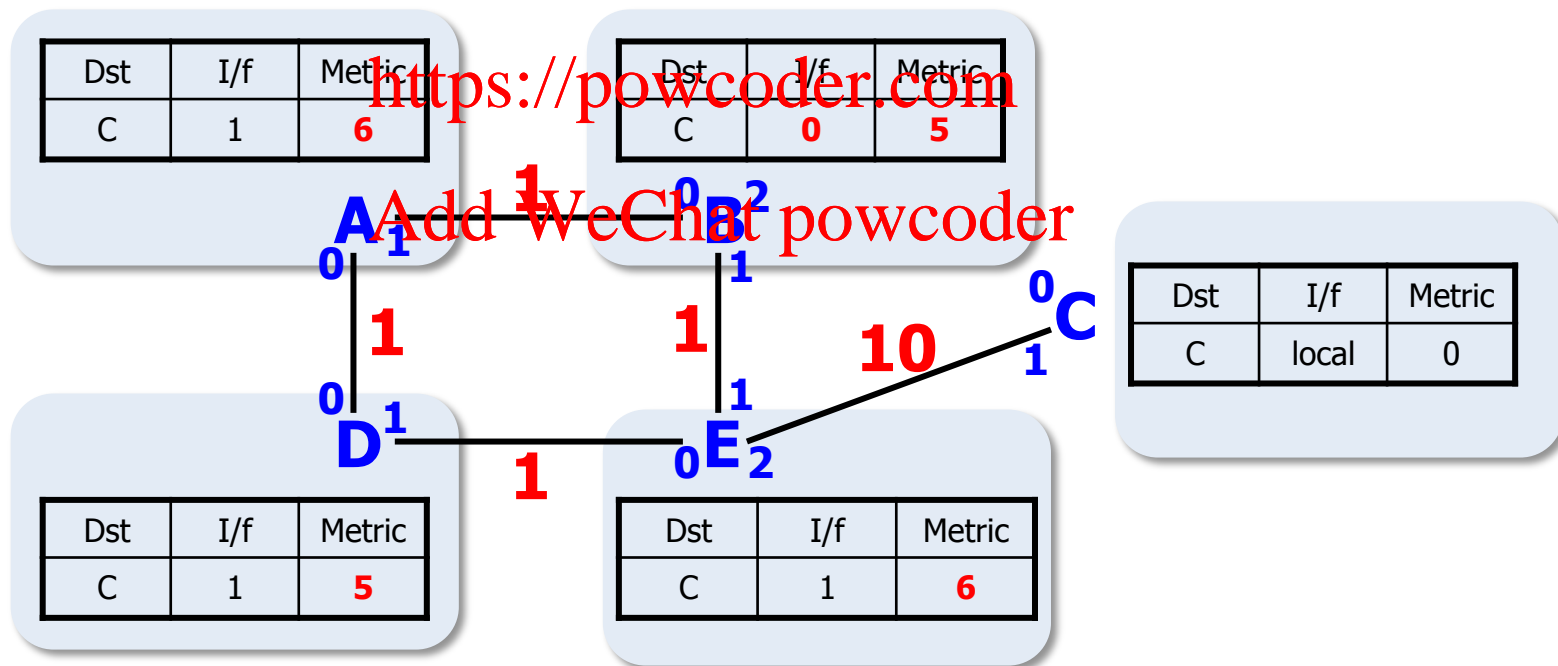 Dst I/f Metric
C 1 6
Dst I/f Metric
C 0 5
https://powcoder.com
Add WeChat powcoder
1
A
0
1
0
B
2
1
1
1
10
0
C
1
Dst I/f Metric
C local 0
0
D
1
1
1
0
E
2
Dst I/f Metric
C 1 5
Dst I/f Metric
C 1 6